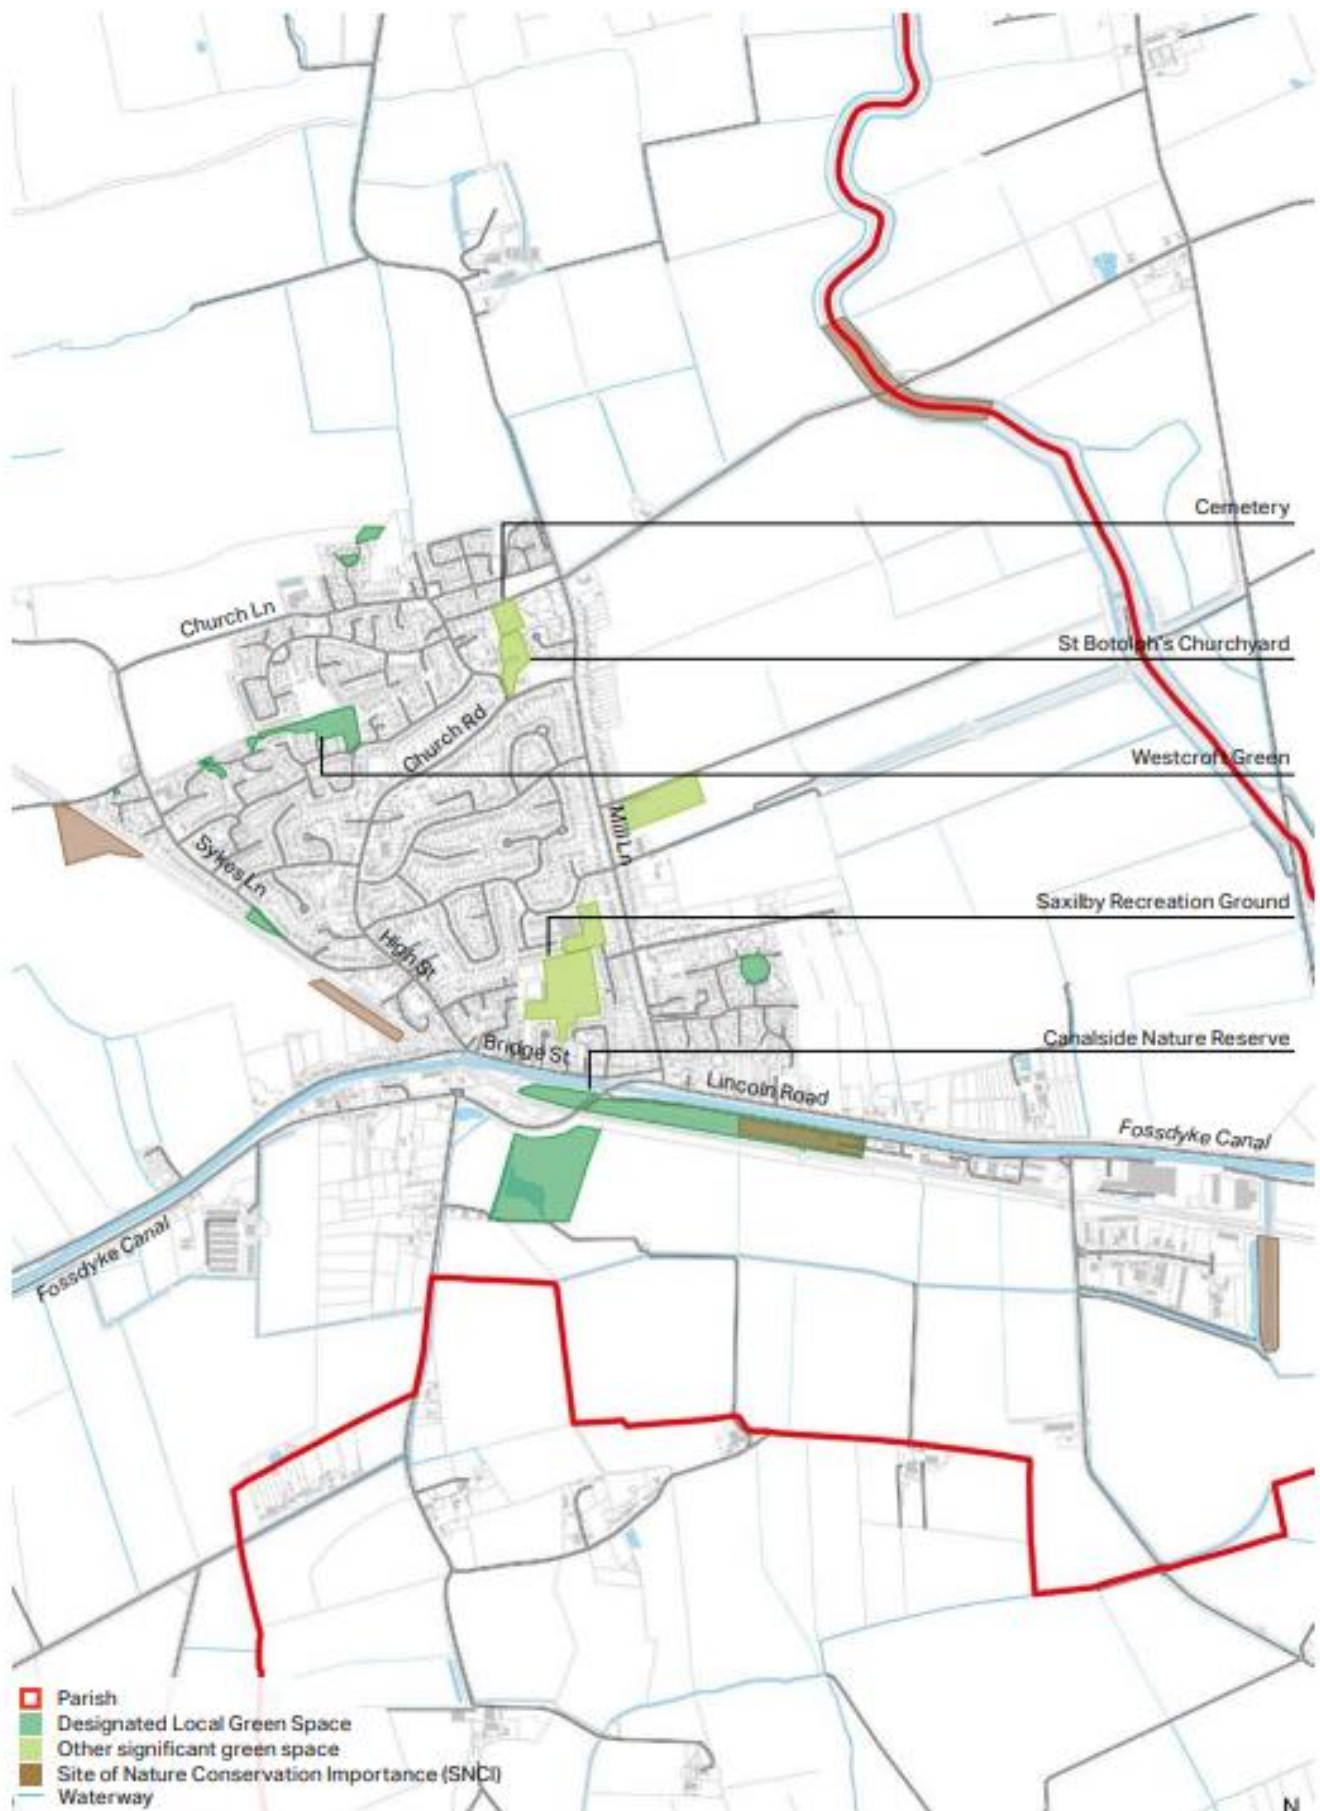 Cemetery
Church Ln
St Botolph's Churchyard
Church Rd
Westcroft Green
Mill Ln
Sykes Ln
Saxilby Recreation Ground
High St
Canalside Nature Reserve
Bridge St
Lincoln Road
Fossdyke Canal
Fossdyke Canal
Parish
Designated Local Green Space
Other significant green space
Site of Nature Conservation Importance (SNCI)
Waterway
N